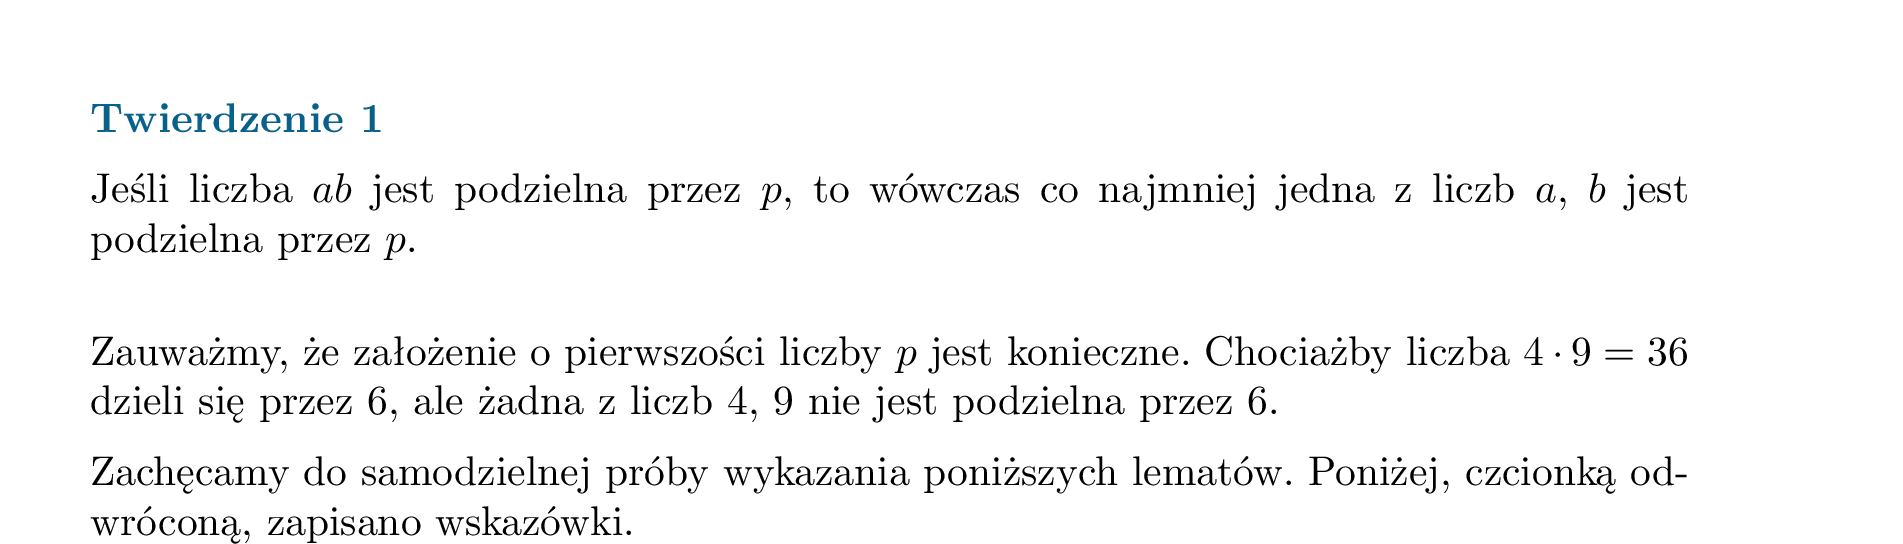 Twierdzenie 1
Jeśli liczba ab jest podzielna przez p, to wówczas co najmniej jedna z liczb a, b jest
podzielna przez p.
Zauważmy, że założenie o pierwszości liczby p jest konieczne. Chociażby liczba 4 · 9 = 36
dzieli się przez 6, ale żadna z liczb 4, 9 nie jest podzielna przez 6.
Zachęcamy do samodzielnej próby wykazania poniższych lematów. Poniżej, czcionką od-
wróconą, zapisano wskazówki.